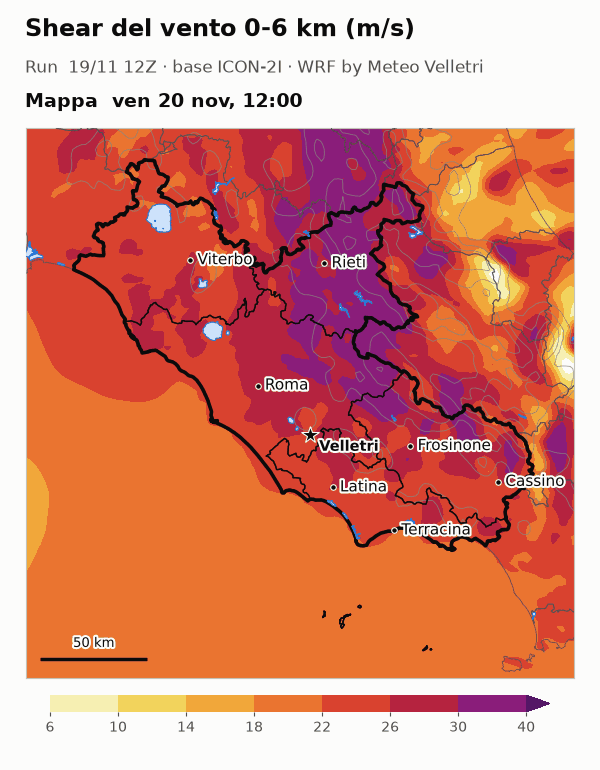 Shear del vento 0-6 km (m/s)
Run  19/11 12Z · base ICON-2I · WRF by Meteo Velletri
Mappa  ven 20 nov, 12:00
Viterbo
Rieti
Roma
Velletri
Frosinone
Cassino
Latina
Terracina
50 km
6 10 14 18 22 26 30 40